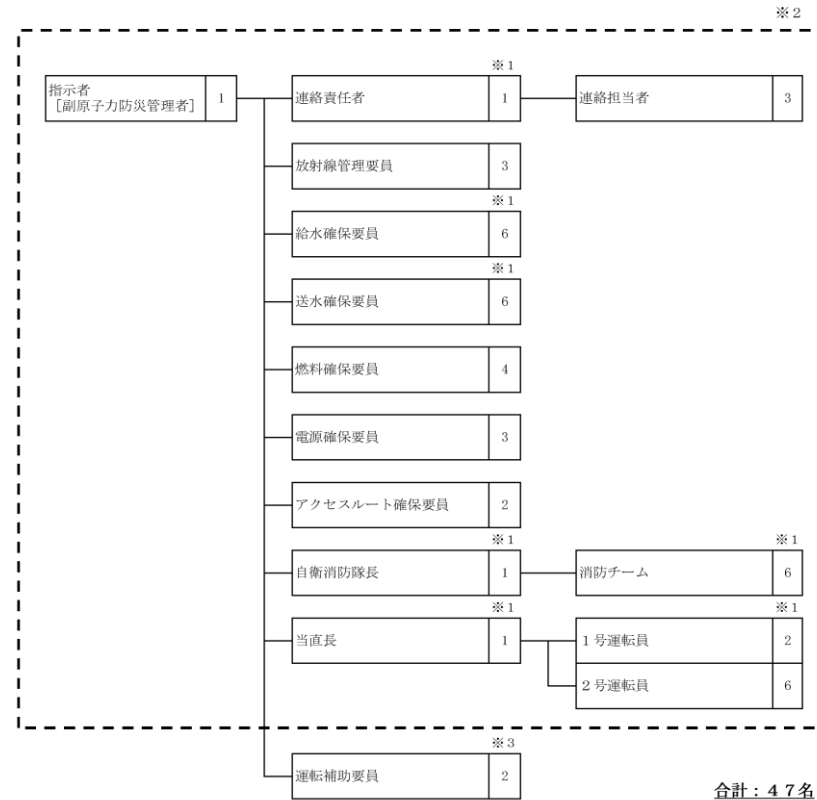 ※２
※１
指示者
［副原子力防災管理者］ 1
連絡責任者 1
連絡担当者 3
放射線管理要員 3
※１
給水確保要員 6
※１
送水確保要員 6
燃料確保要員 4
電源確保要員 3
アクセスルート確保要員 2
※１
自衛消防隊長 1
※１
消防チーム 6
※１
当直長 1
※１
１号運転員 2
２号運転員 6
※３
運転補助要員 2
合計：４７名